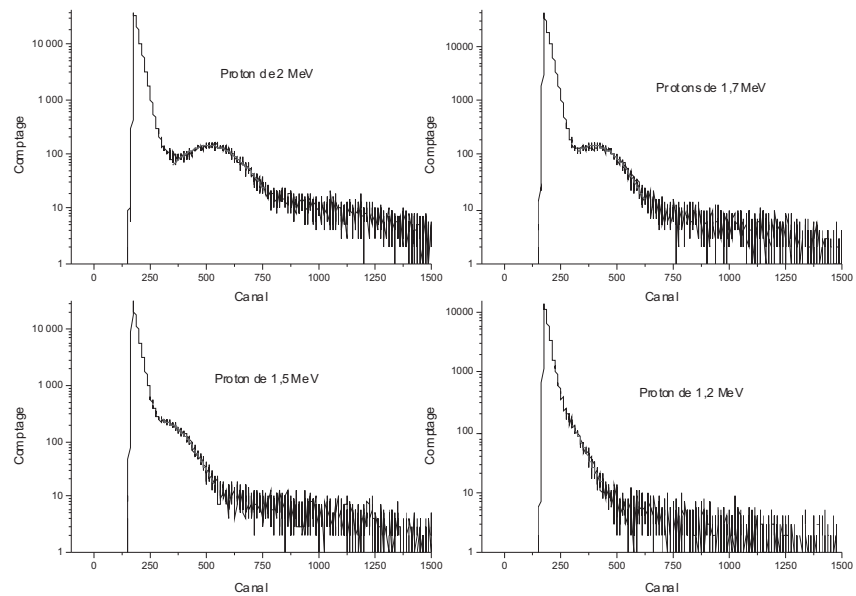 Comptage
10 000
1 000
100
10
1
Proton de 2 MeV
0 250 500 750 1000 1250 1500
Canal
Comptage
10000
1000
100
10
1
Protons de 1,7 MeV
0 250 500 750 1000 1250 1500
Canal
Comptage
10 000
1 000
100
10
1
Proton de 1,5 MeV
0 250 500 750 1000 1250 1500
Canal
Comptage
10000
1000
100
10
1
Proton de 1,2 MeV
0 250 500 750 1000 1250 1500
Canal